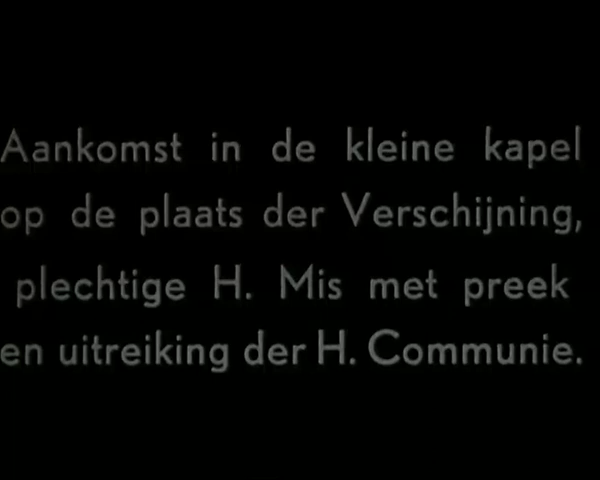 Aankomst in de kleine kapel
op de plaats der Verschijning,
plechtige H. Mis met preek
en uitreiking der H. Communie.